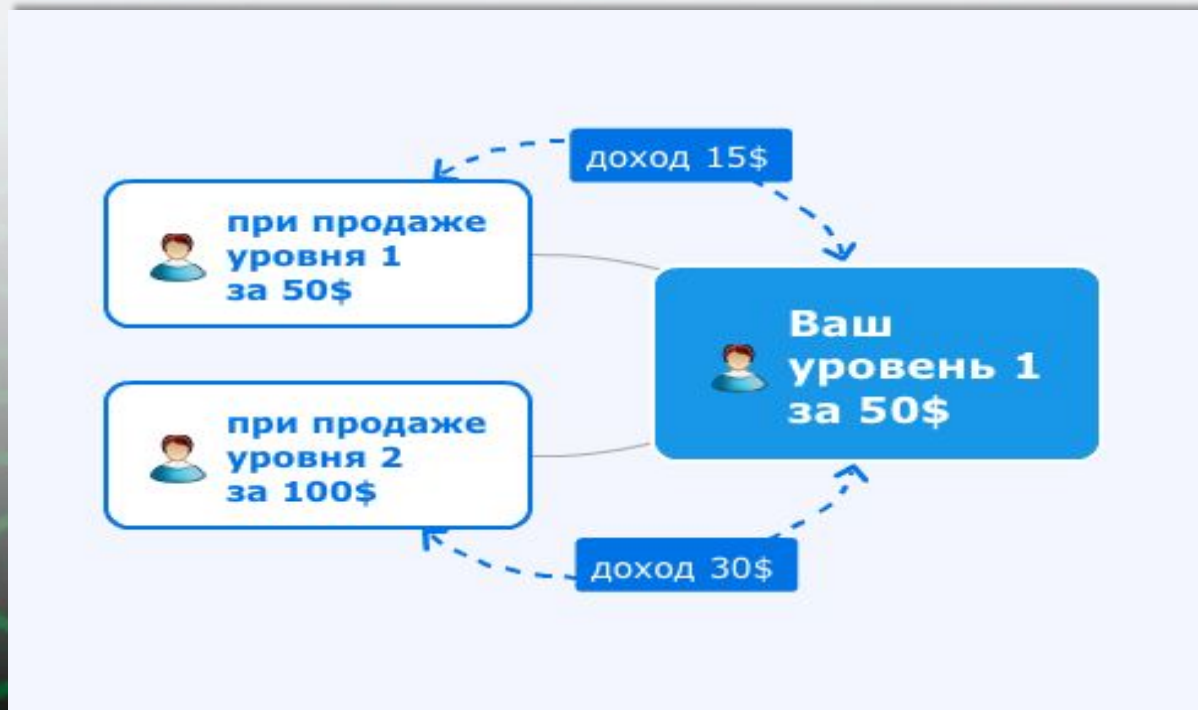 доход 15$
при продаже
уровня 1
за 50$
Ваш
уровень 1
за 50$
при продаже
уровня 2
за 100$
доход 30$